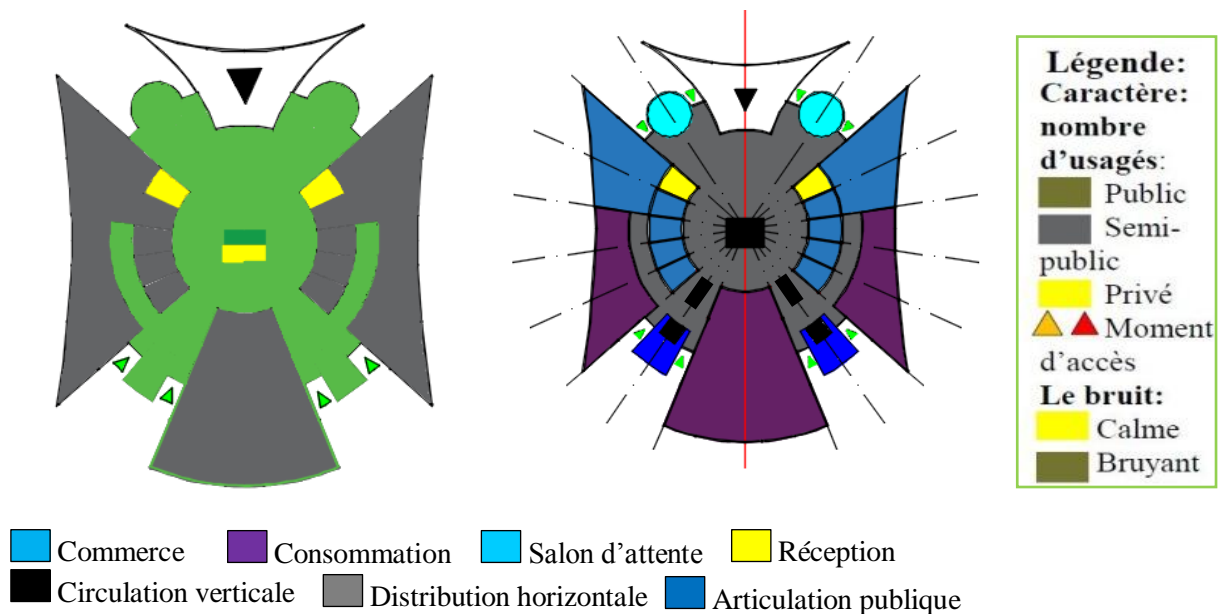 Légende:
Caractère:
nombre
d'usagés:
Public
Semi-
public
Privé
Moment
d'accès
Le bruit:
Calme
Bruyant
Commerce Consommation Salon d'attente Réception
Circulation verticale Distribution horizontale Articulation publique